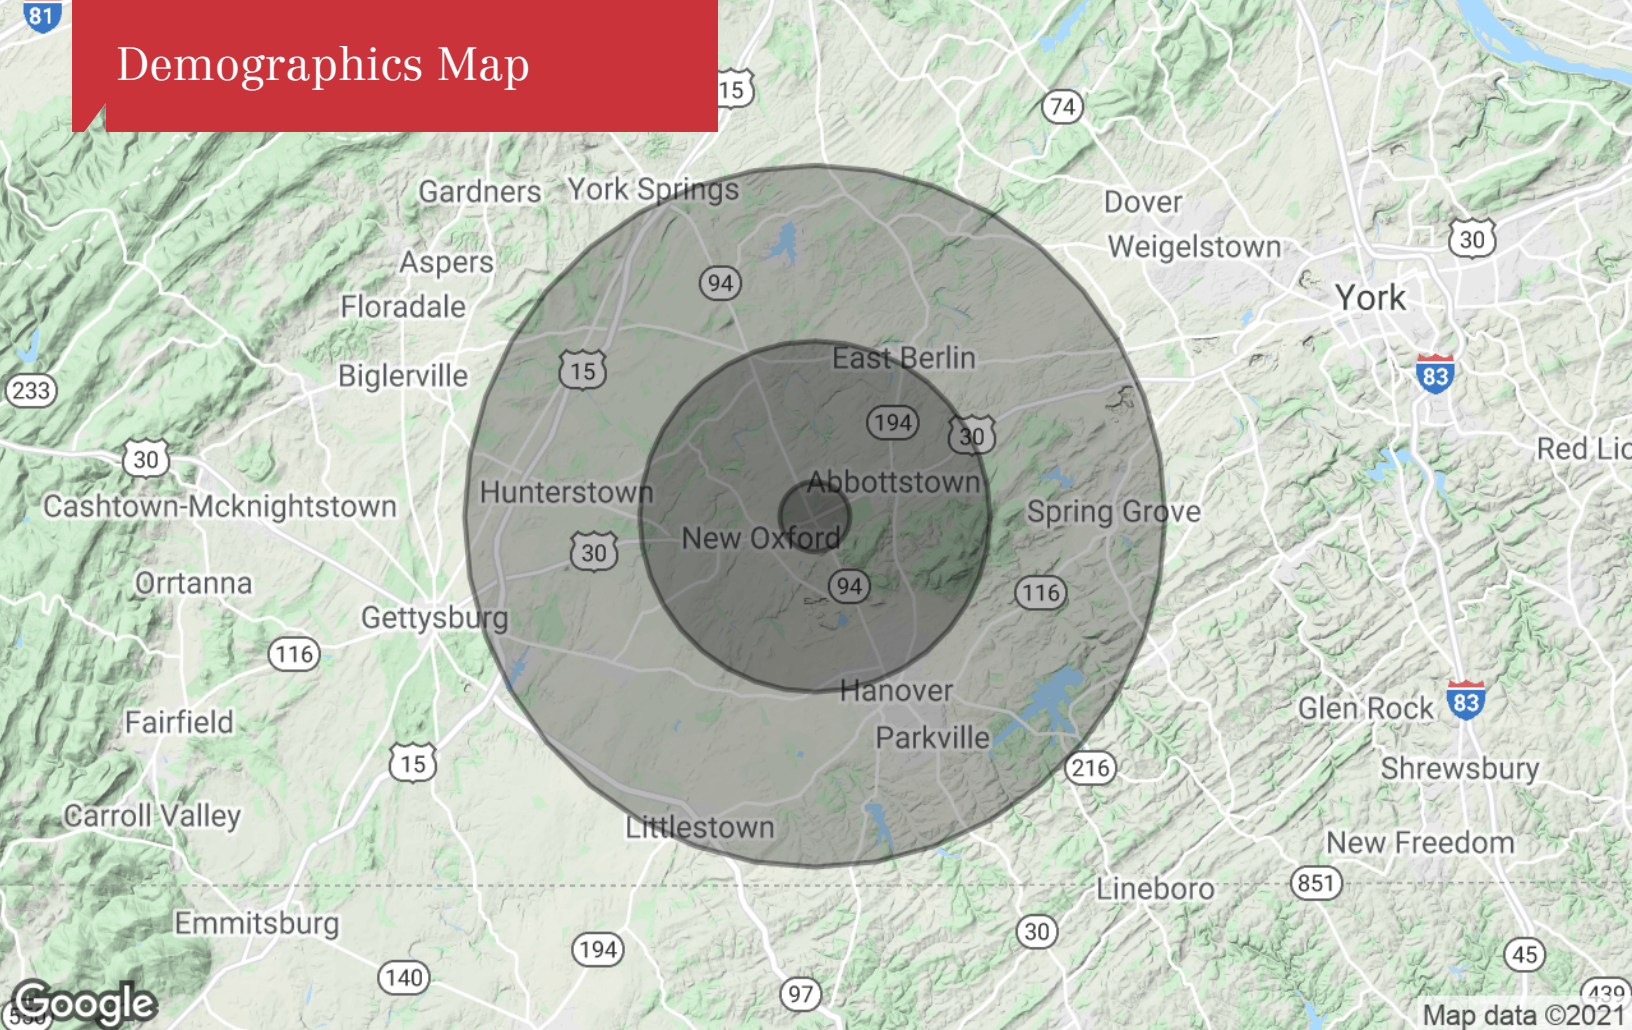 81
Demographics Map
15
74
Gardners
York Springs
Dover
30
Weigelstown
Aspers
94
Floradale
York
East Berlin
15
Biglerville
83
233
194
30
Red Lio
30
Abbottstown
Hunterstown
Cashtown-Mcknightstown
Spring Grove
New Oxford
30
Orrtanna
94
116
Gettysburg
116
Hanover
83
Glen Rock
Fairfield
Parkville
15
216
Shrewsbury
Carroll Valley
Littlestown
New Freedom
851
Lineboro
Emmitsburg
30
194
45
140
97
439
Google
Map data ©2021